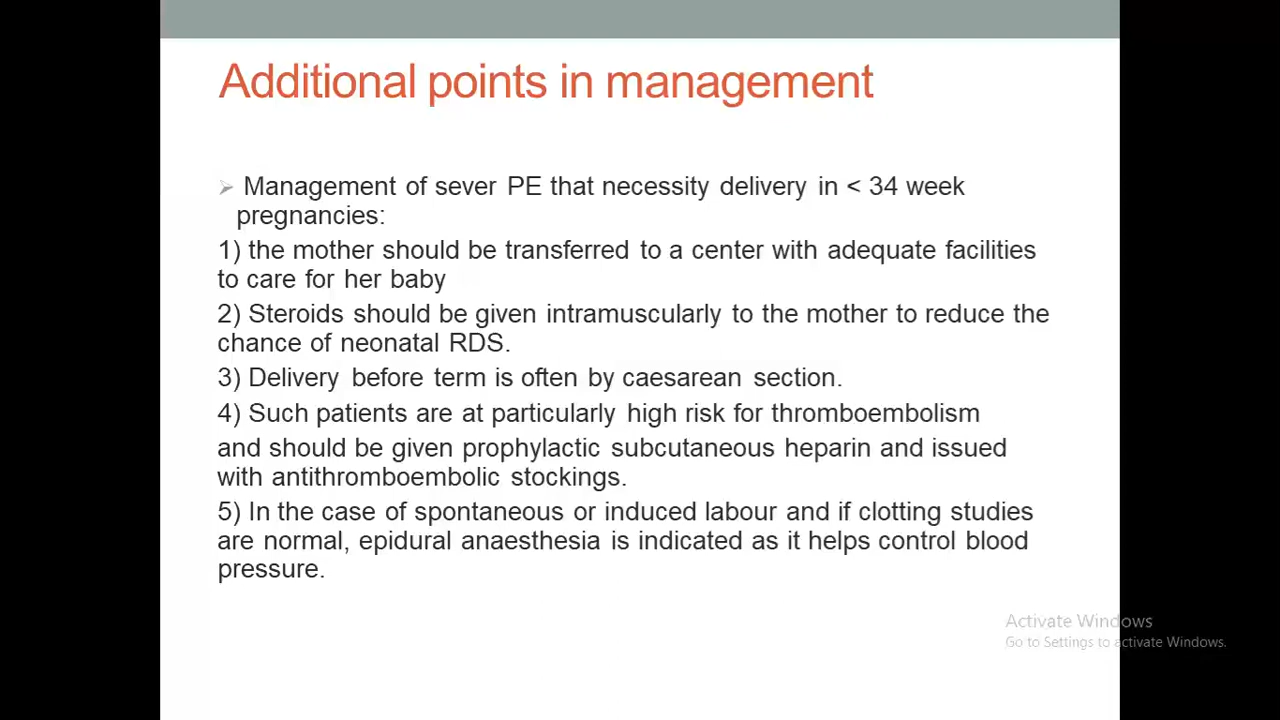 Additional points in management
➢ Management of sever PE that necessity delivery in < 34 week
pregnancies:
1) the mother should be transferred to a center with adequate facilities
to care for her baby
2) Steroids should be given intramuscularly to the mother to reduce the
chance of neonatal RDS.
3) Delivery before term is often by caesarean section.
4) Such patients are at particularly high risk for thromboembolism
and should be given prophylactic subcutaneous heparin and issued
with antithromboembolic stockings.
5) In the case of spontaneous or induced labour and if clotting studies
are normal, epidural anaesthesia is indicated as it helps control blood
pressure.
Activate Windows
Go to Settings to activate Windows.